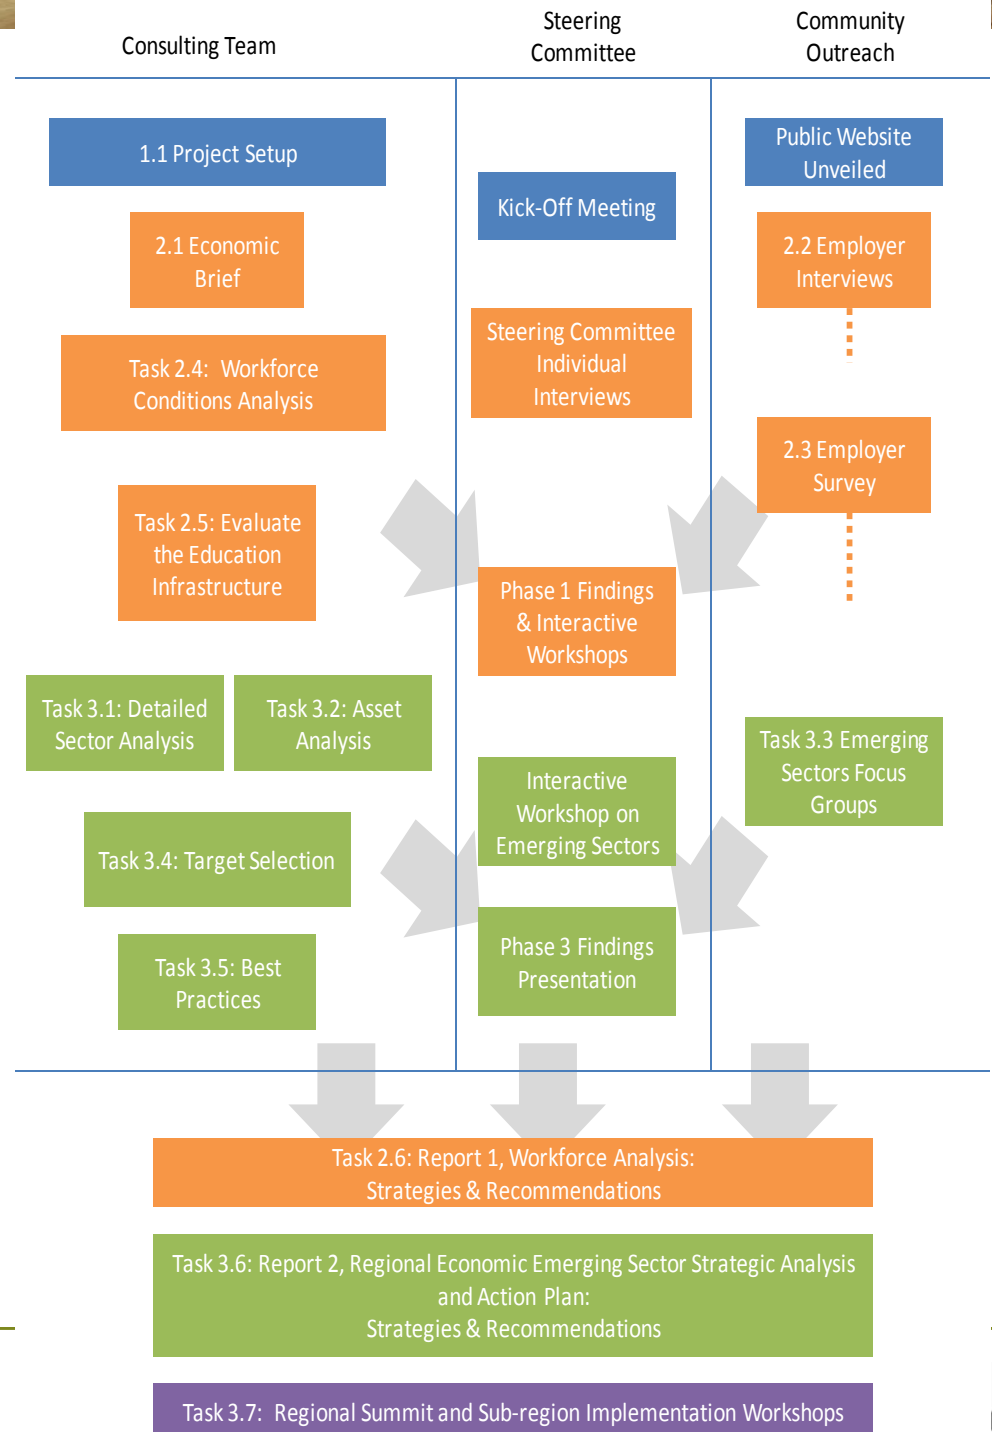 Consulting Team
Steering
Committee
Community
Outreach
1.1 Project Setup
Public Website
Unveiled
Kick-Off Meeting
2.1 Economic
Brief
2.2 Employer
Interviews
Steering Committee
Individual
Interviews
Task 2.4: Workforce
Conditions Analysis
2.3 Employer
Survey
Task 2.5: Evaluate
the Education
Infrastructure
Phase 1 Findings
& Interactive
Workshops
Task 3.1: Detailed
Sector Analysis
Task 3.2: Asset
Analysis
Task 3.3 Emerging
Sectors Focus
Groups
Interactive
Workshop on
Emerging Sectors
Task 3.4: Target Selection
Phase 3 Findings
Presentation
Task 3.5: Best
Practices
Task 2.6: Report 1, Workforce Analysis:
Strategies & Recommendations
Task 3.6: Report 2, Regional Economic Emerging Sector Strategic Analysis
and Action Plan:
Strategies & Recommendations
Task 3.7: Regional Summit and Sub-region Implementation Workshops